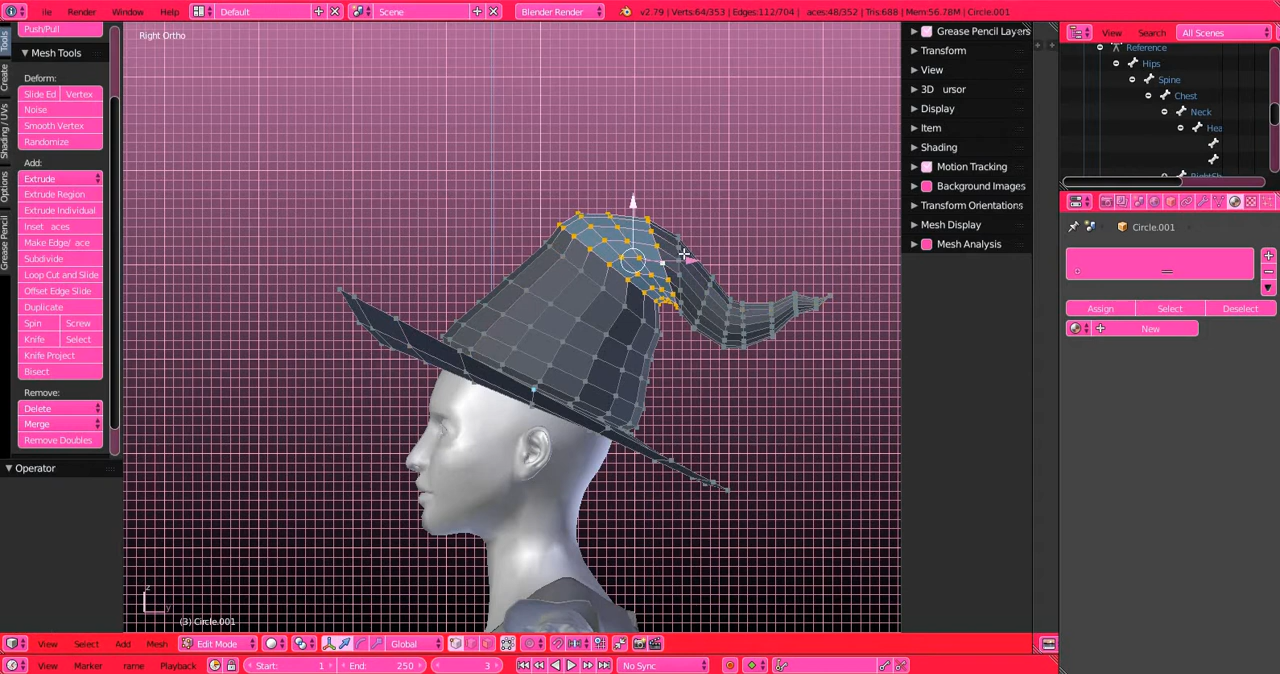 ile Render Window Help Default Scene Blender Render v2.79 | Verts:64/353 | Edges:112/704 | aces:48/352 | Tris:688 | Mem:56.78M | Circle.001
Push/Pull
Mesh Tools
Deform:
Slide Ed Vertex
Noise
Smooth Vertex
Randomize
Add:
Extrude
Extrude Region
Extrude Individual
Inset aces
Make Edge/ ace
Subdivide
Loop Cut and Slide
Offset Edge Slide
Duplicate
Spin Screw
Knife Select
Knife Project
Bisect
Remove:
Delete
Merge
Remove Doubles
Operator
Tools
Create
Shading / UVs
Options
Grease Pencil
Right Ortho
(3) Circle.001
z
y
Grease Pencil Layers
Transform
View
3D ursor
Display
Item
Shading
Motion Tracking
Background Images
Transform Orientations
Mesh Display
Mesh Analysis
View Search All Scenes
Reference
Hips
Spine
Chest
Neck
Hea
Circle.001
Assign Select Deselect
New
View Select Add Mesh Edit Mode Global
View Marker rame Playback Start: 1 End: 250 3 No Sync